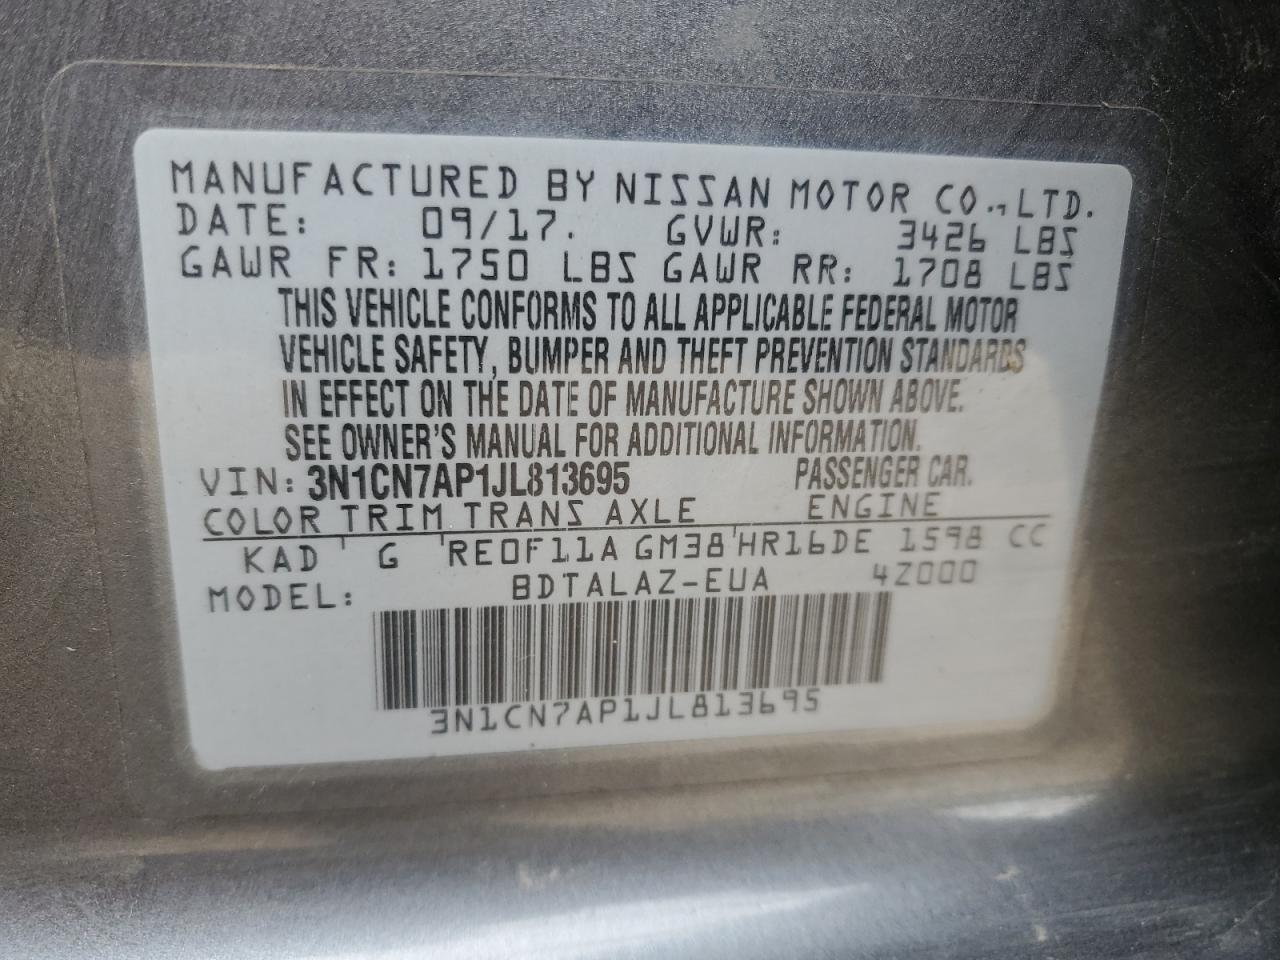 MANUFACTURED BY NISSAN MOTOR CO., LTD.
DATE: 09/17. GVWR: 3426 LBS
GAWR FR: 1750 LBS GAWR RR: 1708 LBS
THIS VEHICLE CONFORMS TO ALL APPLICABLE FEDERAL MOTOR
VEHICLE SAFETY, BUMPER AND THEFT PREVENTION STANDARDS
IN EFFECT ON THE DATE OF MANUFACTURE SHOWN ABOVE.
SEE OWNER'S MANUAL FOR ADDITIONAL INFORMATION.
VIN: 3N1CN7AP1JL813695 PASSENGER CAR.
COLOR TRIM TRANS AXLE ENGINE
KAD ' G 'RE0F11A GM38'HR16DE 1598 CC
MODEL: BDTALAZ-EUA 4Z000
3N1CN7AP1JL813695